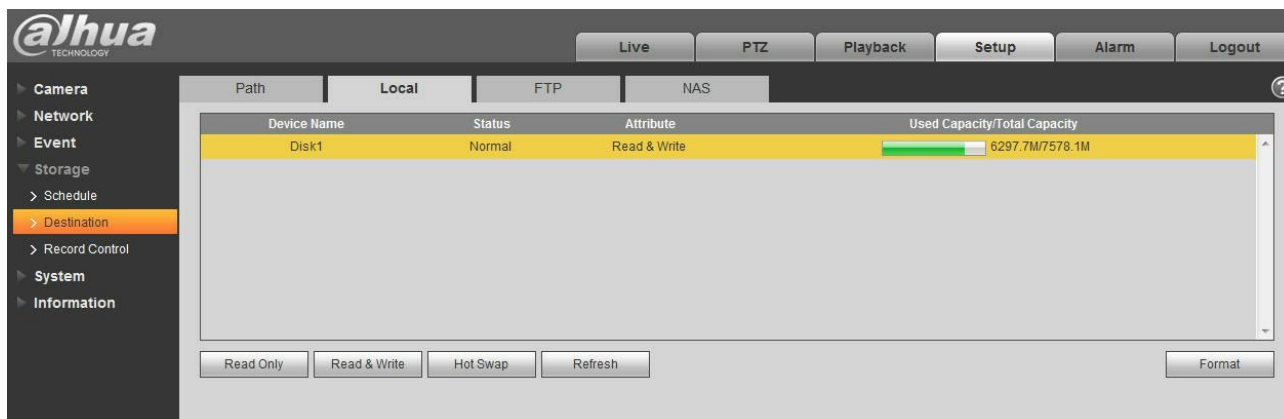 alhua
TECHNOLOGY
Live PTZ Playback Setup Alarm Logout
Camera
Network
Event
Storage
Schedule
Destination
Record Control
System
Information
Path Local FTP NAS
?
Device Name Status Attribute Used Capacity/Total Capacity
Disk1 Normal Read & Write 6297.7M/7578.1M
Read Only Read & Write Hot Swap Refresh Format